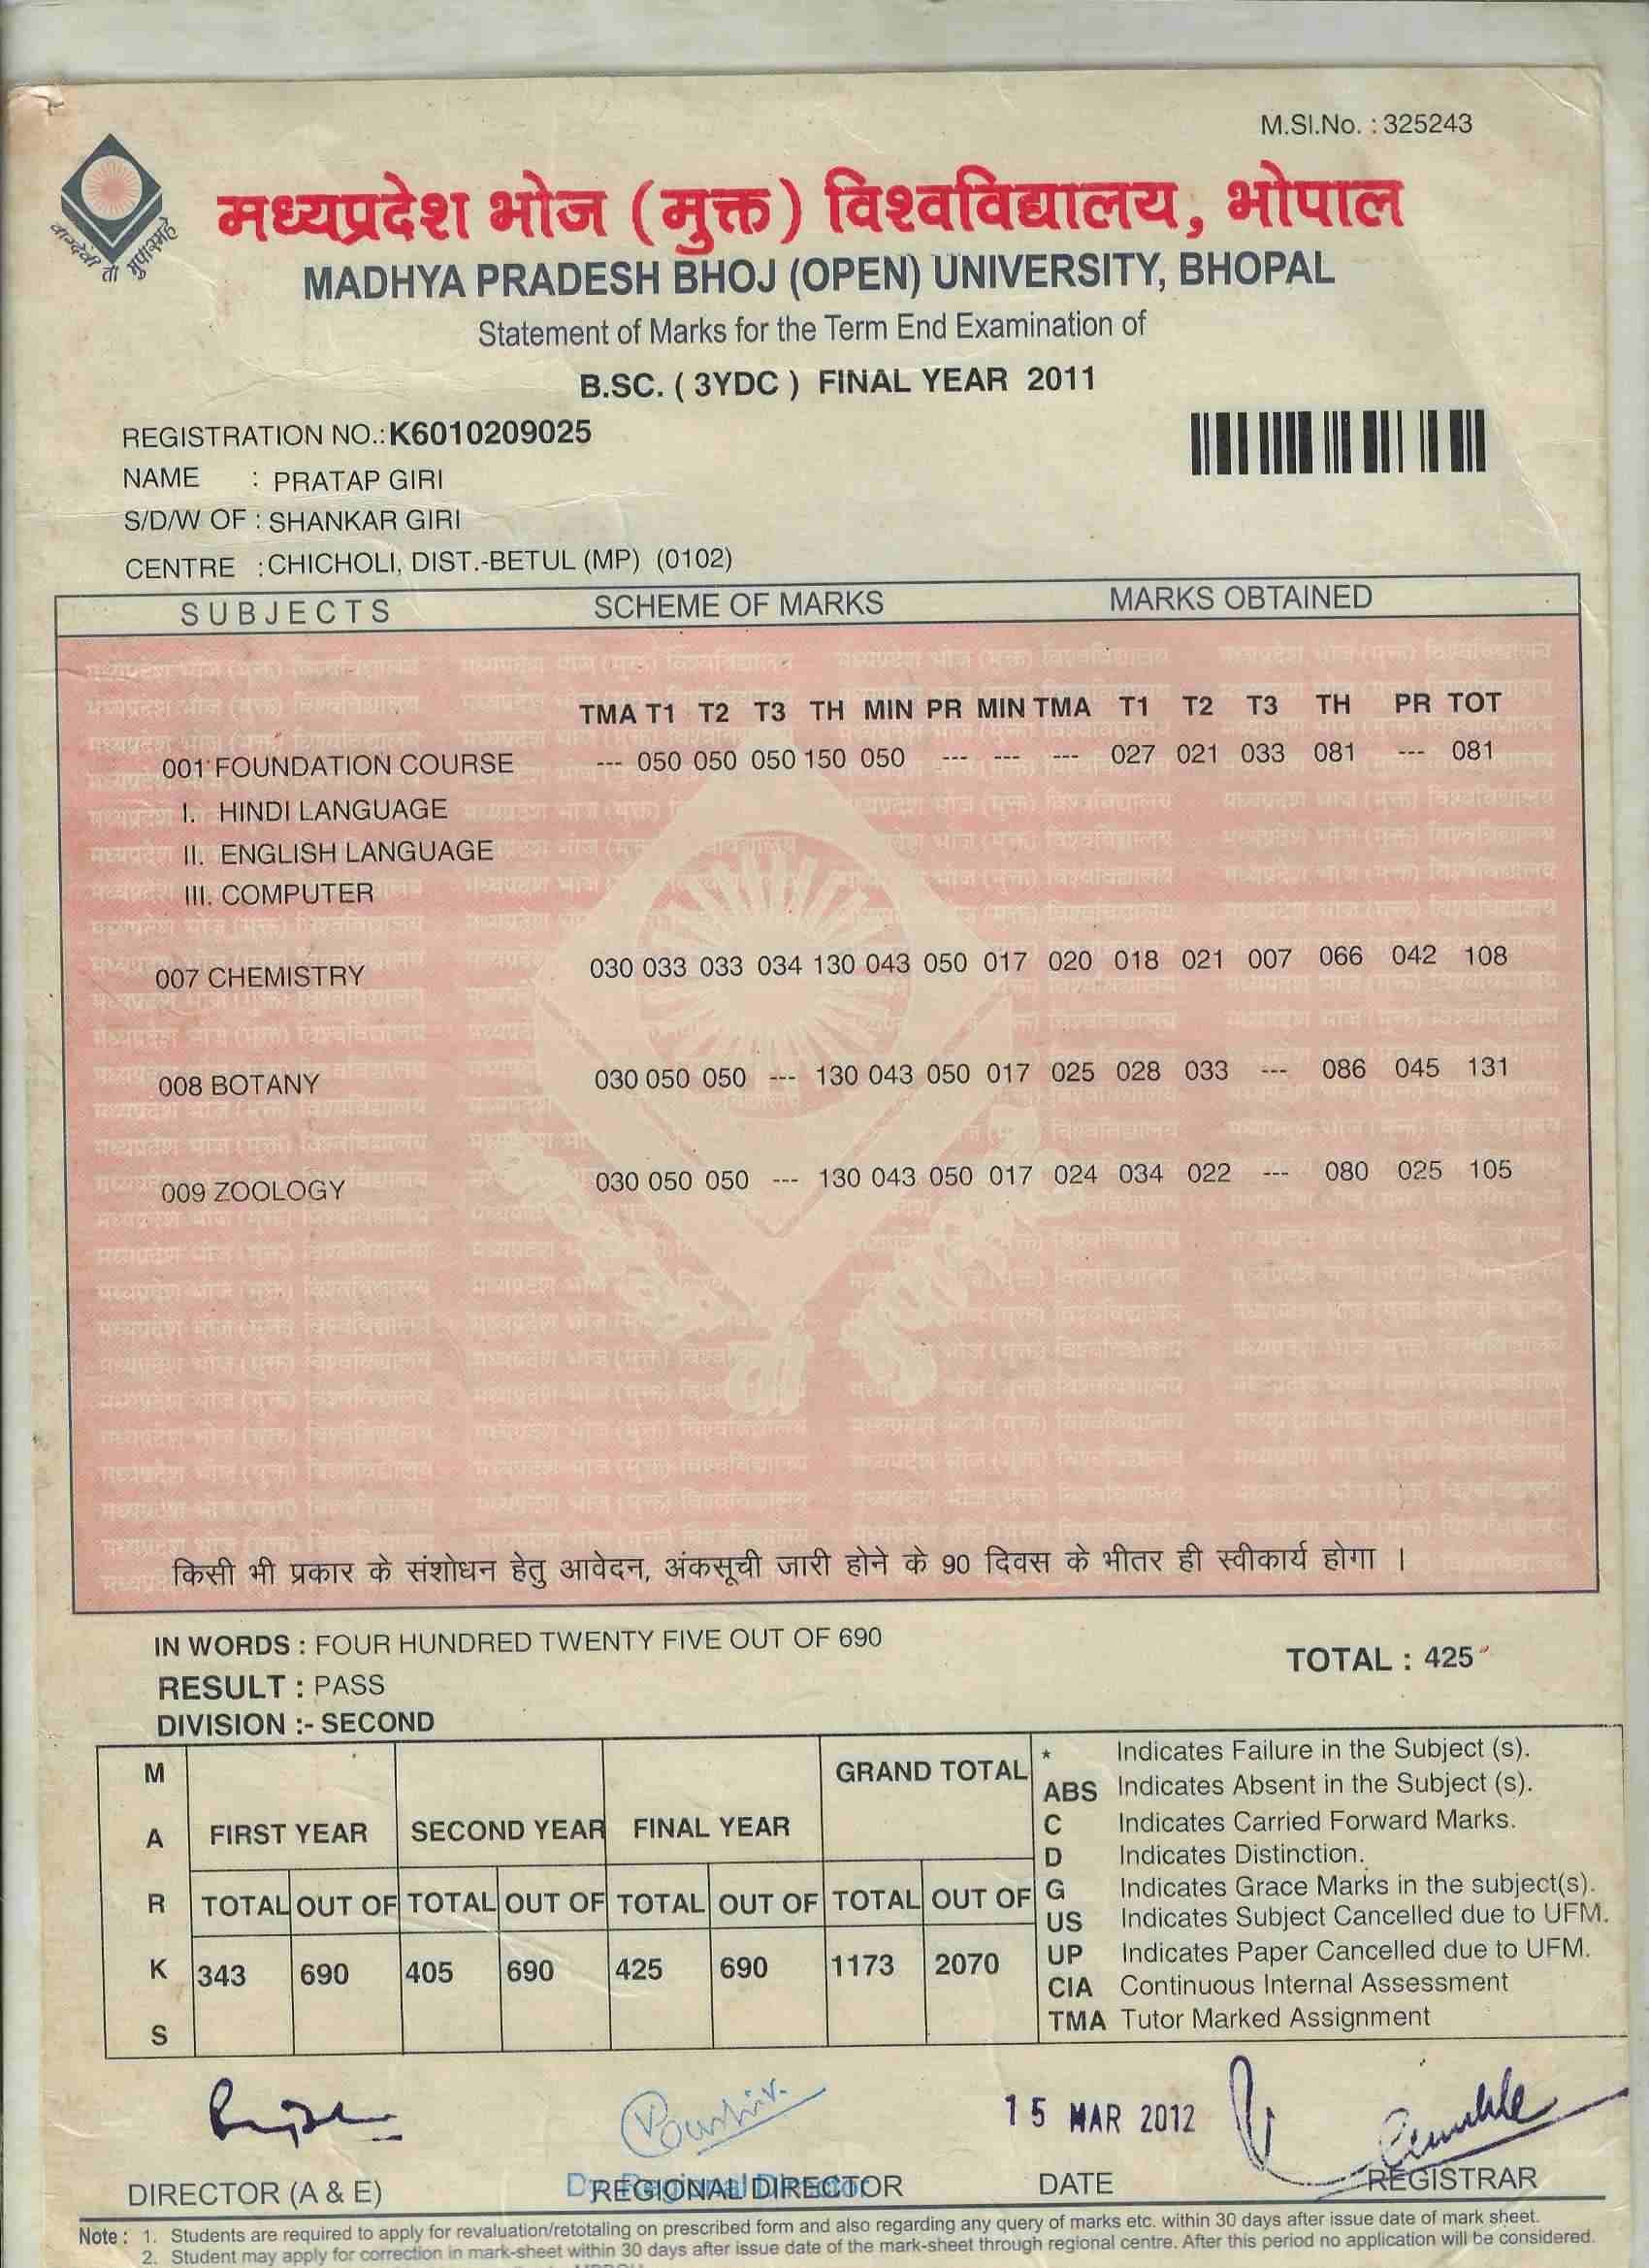 M.Sl.No. : 325243
मध्यप्रदेश भोज (मुक्त) विश्वविद्यालय, भोपाल
वाग्देवी तां मुपास्महे
MADHYA PRADESH BHOJ (OPEN) UNIVERSITY, BHOPAL
Statement of Marks for the Term End Examination of
B.SC. ( 3YDC ) FINAL YEAR 2011
REGISTRATION NO.: K6010209025
NAME : PRATAP GIRI
S/D/W OF : SHANKAR GIRI
CENTRE : CHICHOLI, DIST.-BETUL (MP) (0102)
SUBJECTS SCHEME OF MARKS MARKS OBTAINED
TMA T1 T2 T3 TH MIN PR MIN TMA T1 T2 T3 TH PR TOT
001 FOUNDATION COURSE --- 050 050 050 150 050 --- --- --- 027 021 033 081 --- 081
I. HINDI LANGUAGE
II. ENGLISH LANGUAGE
III. COMPUTER
007 CHEMISTRY 030 033 033 034 130 043 050 017 020 018 021 007 066 042 108
008 BOTANY 030 050 050 --- 130 043 050 017 025 028 033 --- 086 045 131
009 ZOOLOGY 030 050 050 --- 130 043 050 017 024 034 022 --- 080 025 105
किसी भी प्रकार के संशोधन हेतु आवेदन, अंकसूची जारी होने के 90 दिवस के भीतर ही स्वीकार्य होगा ।
IN WORDS : FOUR HUNDRED TWENTY FIVE OUT OF 690
TOTAL : 425
RESULT : PASS
DIVISION :- SECOND
MARKS
FIRST YEAR SECOND YEAR FINAL YEAR GRAND TOTAL
TOTAL OUT OF TOTAL OUT OF TOTAL OUT OF TOTAL OUT OF
343 690 405 690 425 690 1173 2070
* Indicates Failure in the Subject (s).
ABS Indicates Absent in the Subject (s).
C Indicates Carried Forward Marks.
D Indicates Distinction.
G Indicates Grace Marks in the subject(s).
US Indicates Subject Cancelled due to UFM.
UP Indicates Paper Cancelled due to UFM.
CIA Continuous Internal Assessment
TMA Tutor Marked Assignment
15 MAR 2012
DIRECTOR (A & E) REGIONAL DIRECTOR DATE REGISTRAR
Note : 1. Students are required to apply for revaluation/retotaling on prescribed form and also regarding any query of marks etc. within 30 days after issue date of mark sheet.
2. Student may apply for correction in mark-sheet within 30 days after issue date of the mark-sheet through regional centre. After this period no application will be considered.